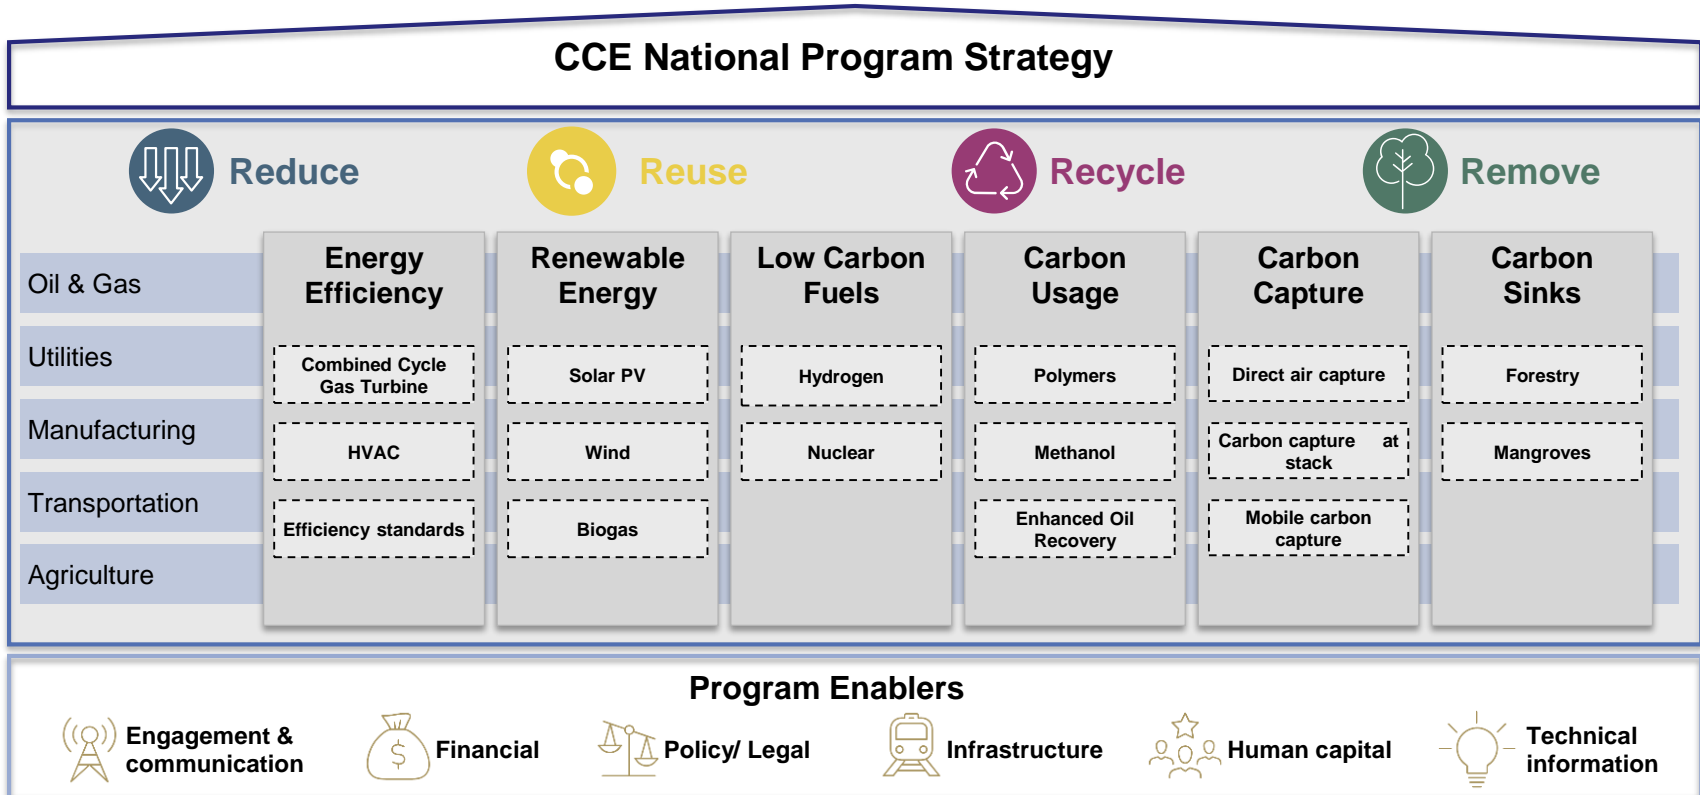 CCE National Program Strategy
Reduce
Reuse
Recycle
Remove
Oil & Gas
Utilities
Manufacturing
Transportation
Agriculture
Energy
Efficiency
Combined Cycle
Gas Turbine
HVAC
Efficiency standards
Renewable
Energy
Solar PV
Wind
Biogas
Low Carbon
Fuels
Hydrogen
Nuclear
Carbon
Usage
Polymers
Methanol
Enhanced Oil
Recovery
Carbon
Capture
Direct air capture
Carbon capture at
stack
Mobile carbon
capture
Carbon
Sinks
Forestry
Mangroves
Program Enablers
Engagement &
communication
$
Financial
Policy/ Legal
Infrastructure
Human capital
Technical
information